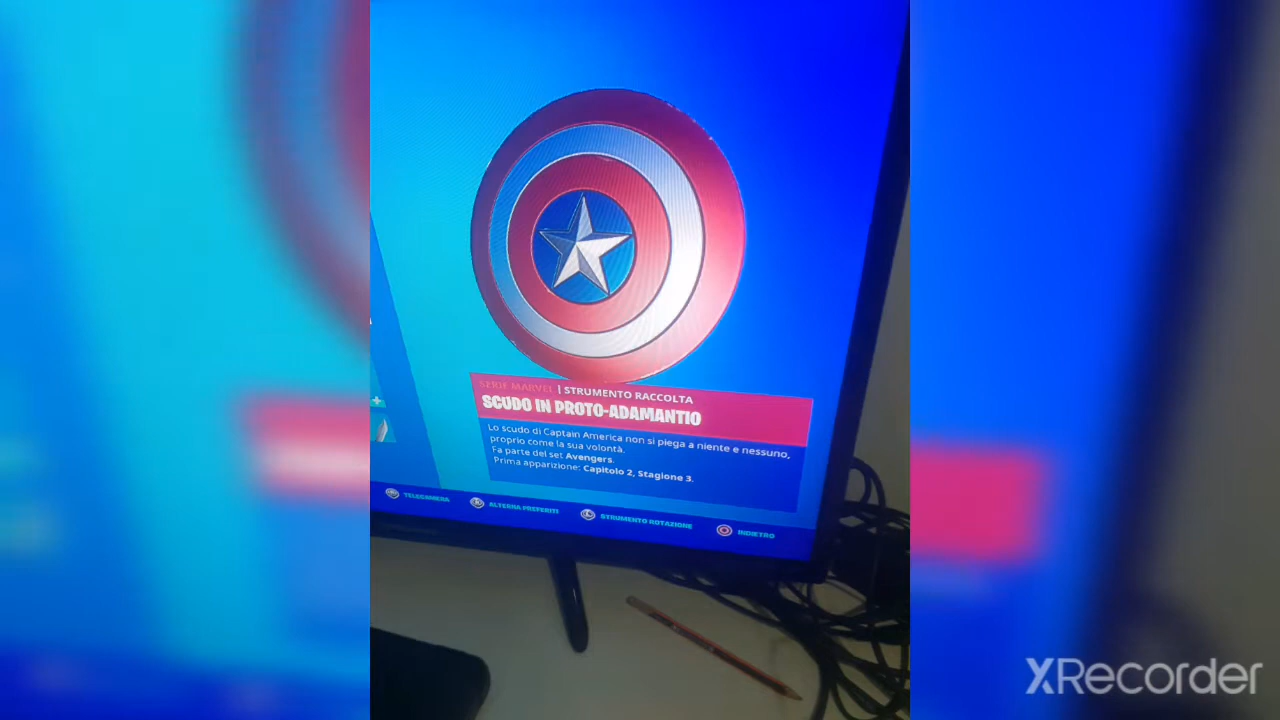 SERIE MARVEL | STRUMENTO RACCOLTA
SCUDO IN PROTO-ADAMANTIO
Lo scudo di Captain America non si piega a niente e nessuno,
proprio come la sua volontà.
Fa parte del set Avengers.
Prima apparizione: Capitolo 2, Stagione 3.
TELECAMERA ALTERNA PREFERITI STRUMENTO ROTAZIONE INDIETRO
XRecorder